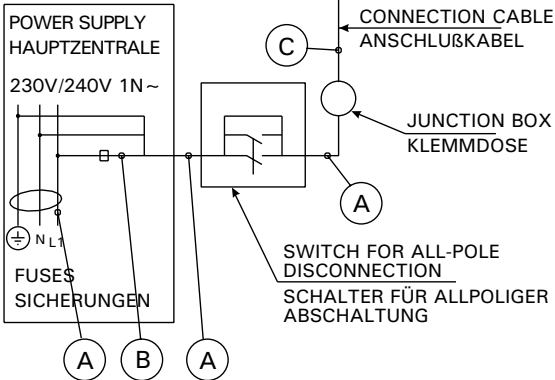 POWER SUPPLY
HAUPTZENTRALE
230V/240V 1N~
N L1
FUSES
SICHERUNGEN
CONNECTION CABLE
ANSCHLUßKABEL
C
JUNCTION BOX
KLEMMDOSE
A
SWITCH FOR ALL-POLE
DISCONNECTION
SCHALTER FÜR ALLPOLIGER
ABSCHALTUNG
A
B
A